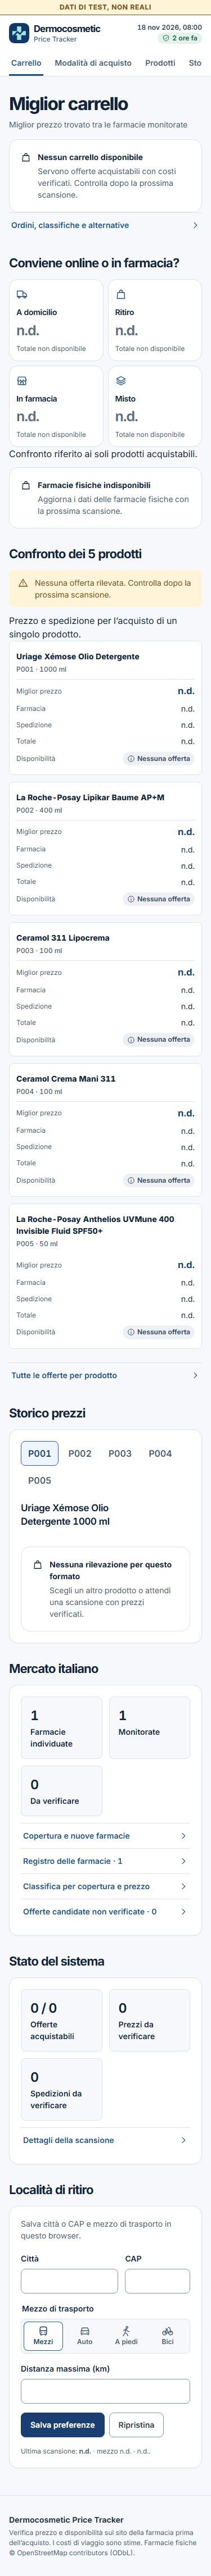 DATI DI TEST, NON REALI
Dermocosmetic
Price Tracker
18 nov 2026, 08:00
2 ore fa
Carrello Modalità di acquisto Prodotti Sto
Miglior carrello
Miglior prezzo trovato tra le farmacie monitorate
Nessun carrello disponibile
Servono offerte acquistabili con costi
verificati. Controlla dopo la prossima
scansione.
Ordini, classifiche e alternative
Conviene online o in farmacia?
A domicilio
n.d.
Totale non disponibile
Ritiro
n.d.
Totale non disponibile
In farmacia
n.d.
Totale non disponibile
Misto
n.d.
Totale non disponibile
Confronto riferito ai soli prodotti acquistabili.
Farmacie fisiche indisponibili
Aggiorna i dati delle farmacie fisiche con
la prossima scansione.
Confronto dei 5 prodotti
Nessuna offerta rilevata. Controlla dopo la
prossima scansione.
Prezzo e spedizione per l'acquisto di un
singolo prodotto.
Uriage Xémose Olio Detergente
P001 · 1000 ml
Miglior prezzo n.d.
Farmacia n.d.
Spedizione n.d.
Totale n.d.
Disponibilità Nessuna offerta
La Roche-Posay Lipikar Baume AP+M
P002 · 400 ml
Miglior prezzo n.d.
Farmacia n.d.
Spedizione n.d.
Totale n.d.
Disponibilità Nessuna offerta
Ceramol 311 Lipocrema
P003 · 100 ml
Miglior prezzo n.d.
Farmacia n.d.
Spedizione n.d.
Totale n.d.
Disponibilità Nessuna offerta
Ceramol Crema Mani 311
P004 · 100 ml
Miglior prezzo n.d.
Farmacia n.d.
Spedizione n.d.
Totale n.d.
Disponibilità Nessuna offerta
La Roche-Posay Anthelios UVMune 400
Invisible Fluid SPF50+
P005 · 50 ml
Miglior prezzo n.d.
Farmacia n.d.
Spedizione n.d.
Totale n.d.
Disponibilità Nessuna offerta
Tutte le offerte per prodotto
Storico prezzi
P001 P002 P003 P004
P005
Uriage Xémose Olio
Detergente 1000 ml
Nessuna rilevazione per questo
formato
Scegli un altro prodotto o attendi
una scansione con prezzi
verificati.
Mercato italiano
1
Farmacie
individuate
1
Monitorate
0
Da verificare
Copertura e nuove farmacie
Registro delle farmacie · 1
Classifica per copertura e prezzo
Offerte candidate non verificate · 0
Stato del sistema
0 / 0
Offerte
acquistabili
0
Prezzi da
verificare
0
Spedizioni da
verificare
Dettagli della scansione
Località di ritiro
Salva città o CAP e mezzo di trasporto in
questo browser.
Città CAP
Mezzo di trasporto
Mezzi Auto A piedi Bici
Distanza massima (km)
Salva preferenze Ripristina
Ultima scansione: n.d. · mezzo n.d. · n.d..
Dermocosmetic Price Tracker
Verifica prezzo e disponibilità sul sito della farmacia prima
dell'acquisto. I costi di viaggio sono stime. Farmacie fisiche
© OpenStreetMap contributors (ODbL).